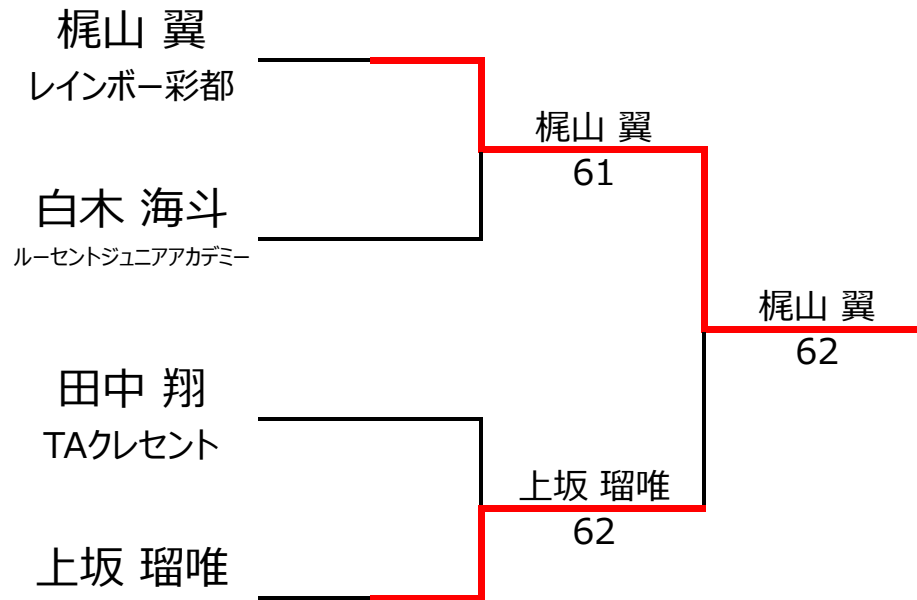 梶山 翼
レインボー彩都
梶山 翼
61
白木 海斗
ルーセントジュニアアカデミー
梶山 翼
62
田中 翔
TAクレセント
上坂 瑠唯
62
上坂 瑠唯